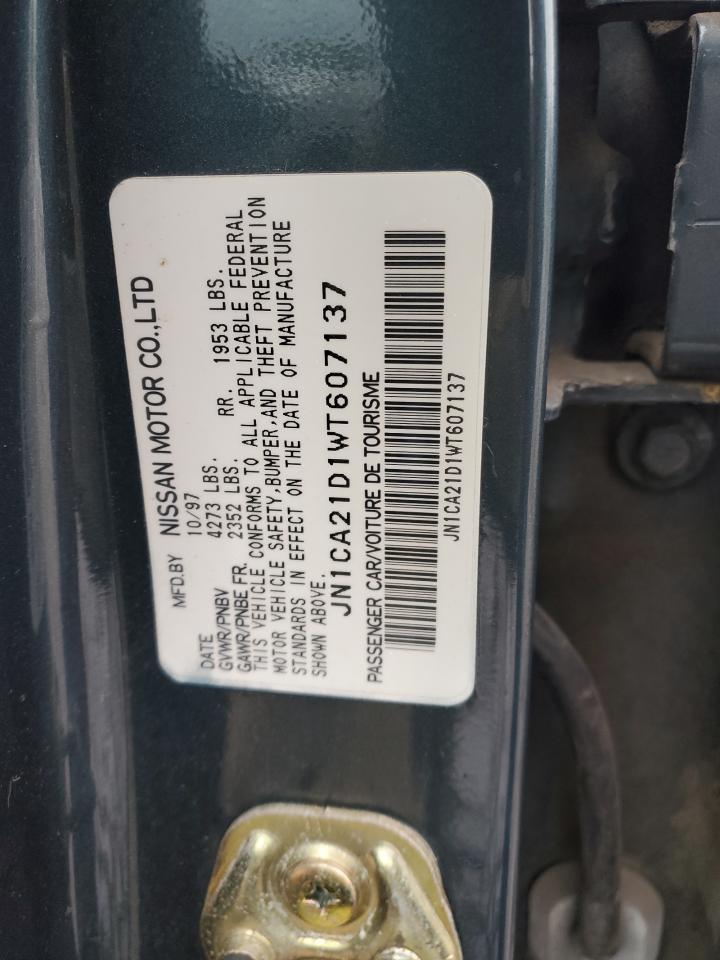 MFD.BY NISSAN MOTOR CO.,LTD
DATE 10/97
GVWR/PNBV 4273 LBS.
GAWR/PNBE FR. 2352 LBS. RR. 1953 LBS.
THIS VEHICLE CONFORMS TO ALL APPLICABLE FEDERAL
MOTOR VEHICLE SAFETY,BUMPER,AND THEFT PREVENTION
STANDARDS IN EFFECT ON THE DATE OF MANUFACTURE
SHOWN ABOVE.
JN1CA21D1WT607137
PASSENGER CAR/VOITURE DE TOURISME
JN1CA21D1WT607137